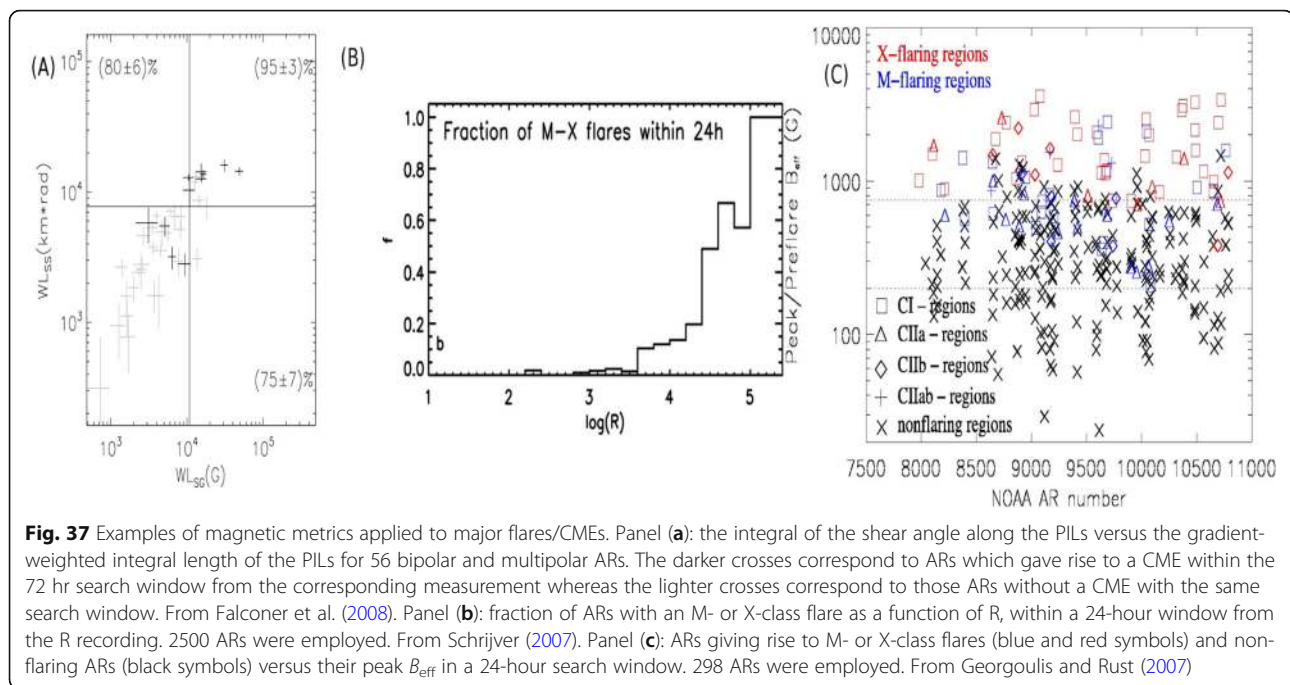 (A)
10⁵
(80±6)%
(95±3)%
10⁴
10³
WL_SS(km*rad)
(75±7)%
10³ 10⁴ 10⁵
WL_SG(G)
(B)
Fraction of M-X flares within 24h
1.0
0.8
0.6
0.4
0.2
0.0
f
b
1 2 3 4 5
log(R)
(C)
10000
1000
100
Peak/Preflare B_eff (G)
X-flaring regions
M-flaring regions
CI - regions
CIIa - regions
CIIb - regions
CIIab - regions
nonflaring regions
7500 8000 8500 9000 9500 10000 10500 11000
NOAA AR number
Fig. 37 Examples of magnetic metrics applied to major flares/CMEs. Panel (a): the integral of the shear angle along the PILs versus the gradient-
weighted integral length of the PILs for 56 bipolar and multipolar ARs. The darker crosses correspond to ARs which gave rise to a CME within the
72 hr search window from the corresponding measurement whereas the lighter crosses correspond to those ARs without a CME with the same
search window. From Falconer et al. (2008). Panel (b): fraction of ARs with an M- or X-class flare as a function of R, within a 24-hour window from
the R recording. 2500 ARs were employed. From Schrijver (2007). Panel (c): ARs giving rise to M- or X-class flares (blue and red symbols) and non-
flaring ARs (black symbols) versus their peak B_eff in a 24-hour search window. 298 ARs were employed. From Georgoulis and Rust (2007)